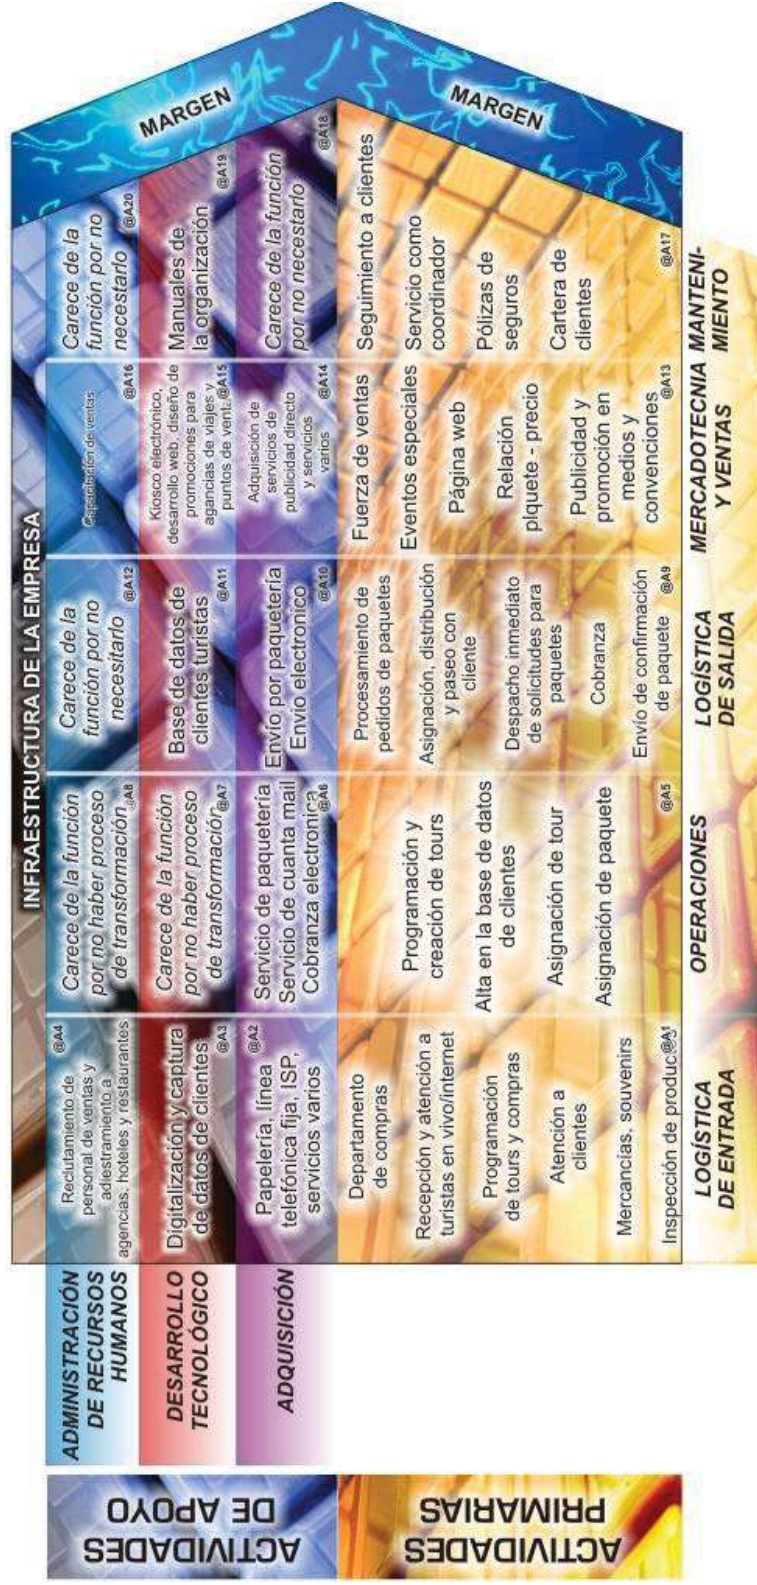 INFRAESTRUCTURA DE LA EMPRESA
ACTIVIDADES
DE APOYO
ADMINISTRACIÓN
DE RECURSOS
HUMANOS
Reclutamiento de
personal de ventas y
adiestramiento a
agencias, hoteles y restaurantes
@A4
Carece de la función
por no haber proceso
de transformación
@A8
Carece de la
función por no
necesitarlo
@A12
Capacitación de ventas
@A16
Carece de la
función por no
necesitarlo
@A20
DESARROLLO
TECNOLÓGICO
Digitalización y captura
de datos de clientes
@A3
Carece de la función
por no haber proceso
de transformación
@A7
Base de datos de
clientes turistas
@A11
Kiosco electrónico,
desarrollo web, diseño de
promociones para
agancias de viajes y
puntos de venta
@A15
Manuales de
la organización
@A19
ADQUISICIÓN
Papelería, línea
telefónica fija, ISP,
servicios varios
@A2
Servicio de paquetería
Servicio de cuanta mail
Cobranza electronica
@A6
Envío por paquetería
Envio electronico
@A10
Adquisición de
servicios de
publicidad directo
y servicios
varios
@A14
Carece de la función
por no necesitarlo
@A18
MARGEN
MARGEN
ACTIVIDADES
PRIMARIAS
Departamento
de compras
Recepción y atención a
turistas en vivo/internet
Programación
de tours y compras
Atención a
clientes
Mercancías, souvenirs
Inspección de produc
@A1
Programación y
creación de tours
Alta en la base de datos
de clientes
Asignación de tour
Asignación de paquete
@A5
Procesamiento de
pedidos de paquetes
Asignación, distribución
y paseo con
cliente
Despacho inmediato
de solicitudes para
paquetes
Cobranza
Envío de confirmación
de paquete
@A9
Fuerza de ventas
Eventos especiales
Página web
Relación
plquete - precio
Publicidad y
promoción en
medios y
convenciones
@A13
Seguimiento a clientes
Servicio como
coordinador
Pólizas de
seguros
Cartera de
clientes
@A17
LOGÍSTICA
DE ENTRADA
OPERACIONES
LOGÍSTICA
DE SALIDA
MERCADOTECNIA
Y VENTAS
MANTENI-
MIENTO